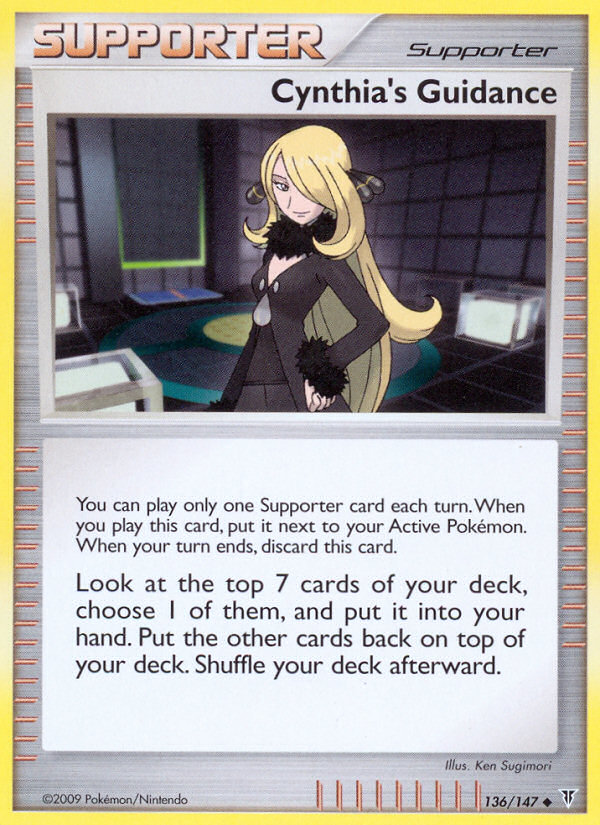 SUPPORTER
Supporter
Cynthia's Guidance
You can play only one Supporter card each turn. When
you play this card, put it next to your Active Pokémon.
When your turn ends, discard this card.
Look at the top 7 cards of your deck,
choose 1 of them, and put it into your
hand. Put the other cards back on top of
your deck. Shuffle your deck afterward.
Illus. Ken Sugimori
©2009 Pokémon/Nintendo
136/147